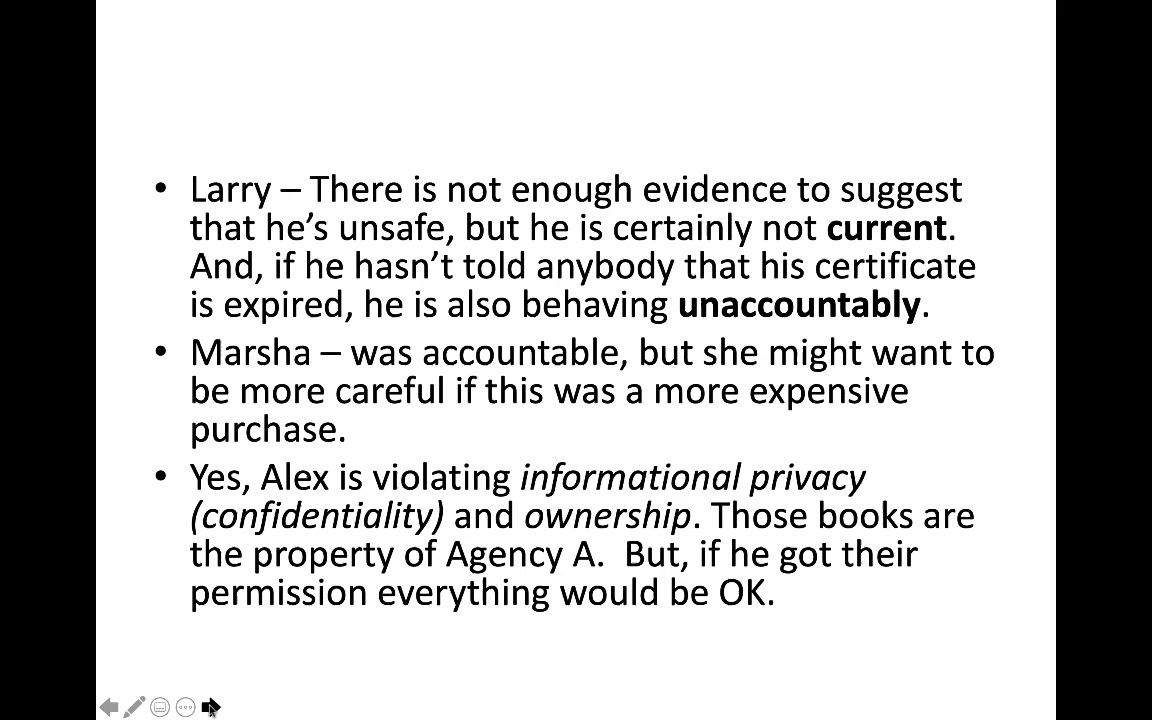 • Larry – There is not enough evidence to suggest
that he’s unsafe, but he is certainly not current.
And, if he hasn’t told anybody that his certificate
is expired, he is also behaving unaccountably.
• Marsha – was accountable, but she might want to
be more careful if this was a more expensive
purchase.
• Yes, Alex is violating informational privacy
(confidentiality) and ownership. Those books are
the property of Agency A.  But, if he got their
permission everything would be OK.